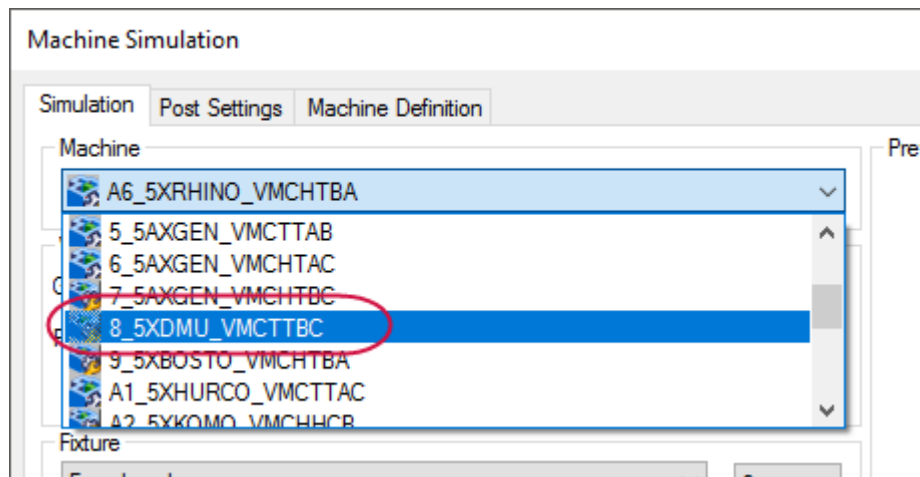 Machine Simulation
Simulation Post Settings Machine Definition
Machine
A6_5XRHINO_VMCHTBA
5_5AXGEN_VMCTTAB
6_5AXGEN_VMCHTAC
7_5AXGEN_VMCHTBC
8_5XDMU_VMCTTBC
9_5XBOSTO_VMCHTBA
A1_5XHURCO_VMCTTAC
A2_5XKOMO_VMCHHCB
Fixture